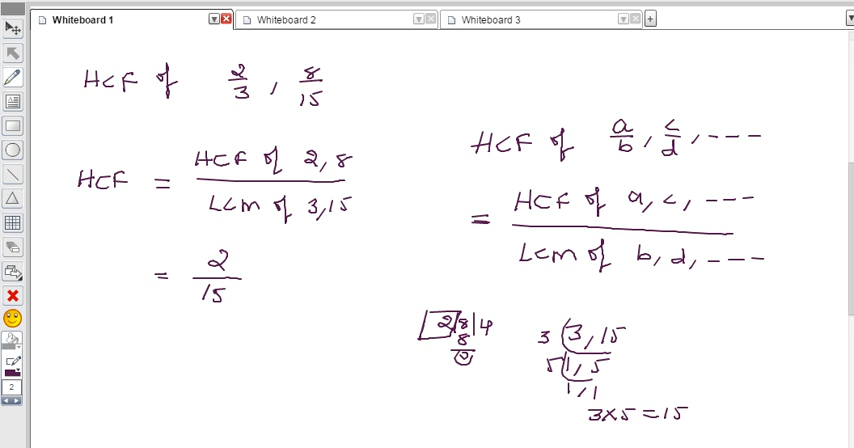 Whiteboard 1
Whiteboard 2
Whiteboard 3
HCF of 2/3, 8/15
HCF = HCF of 2, 8 / LCM of 3, 15
= 2/15
HCF of a/b, c/d, ---
= HCF of a, c, --- / LCM of b, d, ---
2 | 8 | 4
8
0
3 | 3, 15
5 | 1, 5
1, 1
3 × 5 = 15
2